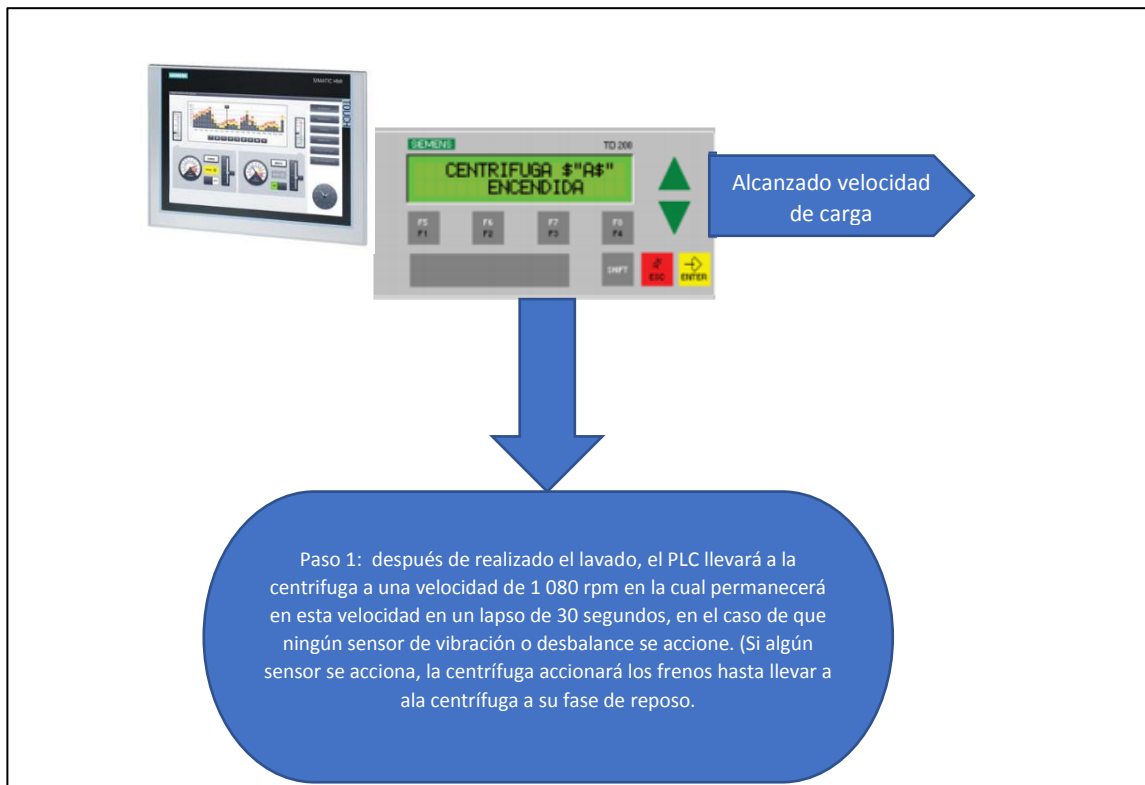 SIEMENS
SIMATIC HMI
TOUCH
SIEMENS
TD 200
CENTRIFUGA $"A$"
ENCENDIDA
F5 F6 F7 F8
F1 F2 F3 F4
SHIFT ESC ENTER
Alcanzado velocidad
de carga
Paso 1: después de realizado el lavado, el PLC llevará a la
centrifuga a una velocidad de 1 080 rpm en la cual permanecerá
en esta velocidad en un lapso de 30 segundos, en el caso de que
ningún sensor de vibración o desbalance se accione. (Si algún
sensor se acciona, la centrífuga accionará los frenos hasta llevar a
ala centrífuga a su fase de reposo.